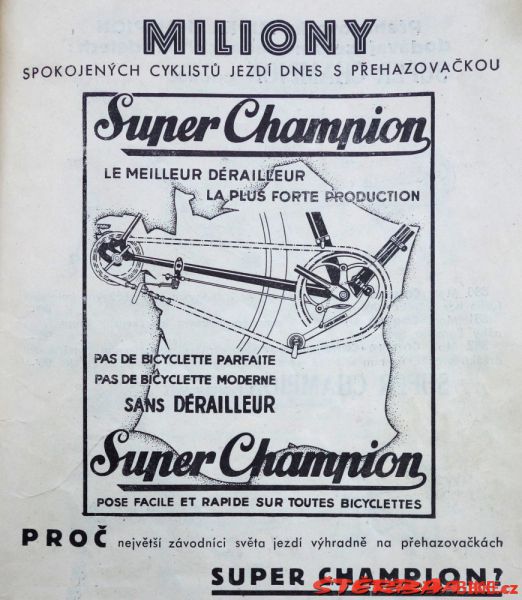 MILIONY
SPOKOJENÝCH CYKLISTŮ JEZDÍ DNES S PŘEHAZOVAČKOU
Super Champion
LE MEILLEUR DÉRAILLEUR
LA PLUS FORTE PRODUCTION
PAS DE BICYCLETTE PARFAITE
PAS DE BICYCLETTE MODERNE
SANS DÉRAILLEUR
Super Champion
POSE FACILE ET RAPIDE SUR TOUTES BICYCLETTES
PROČ největší závodníci světa jezdí výhradně na přehazovačkách
SUPER CHAMPION?